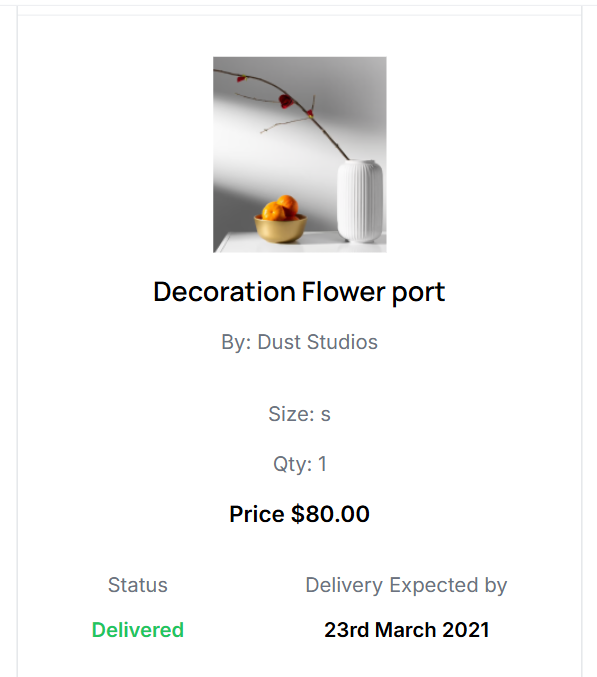 Decoration Flower port
By: Dust Studios
Size: s
Qty: 1
Price $80.00
Status
Delivery Expected by
Delivered
23rd March 2021